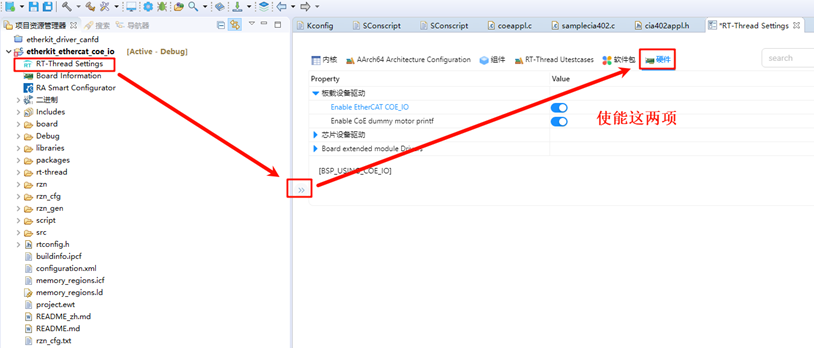 项目资源管理器
搜索
导航器
etherkit_driver_canfd
etherkit_ethercat_coe_io [Active - Debug]
RT-Thread Settings
Board Information
RA Smart Configurator
二进制
Includes
board
Debug
libraries
packages
rt-thread
rzn
rzn_cfg
rzn_gen
script
src
rtconfig.h
buildinfo.ipcf
configuration.xml
memory_regions.icf
memory_regions.ld
project.ewt
README_zh.md
README.md
rzn_cfg.txt
Kconfig
SConscript
SConscript
coeappl.c
samplecia402.c
cia402appl.h
*RT-Thread Settings
内核
AArch64 Architecture Configuration
组件
RT-Thread Utestcases
软件包
硬件
search
Property Value
板载设备驱动
Enable EtherCAT COE_IO
Enable CoE dummy motor printf
使能这两项
芯片设备驱动
Board extended module Drivers
[BSP_USING_COE_IO]